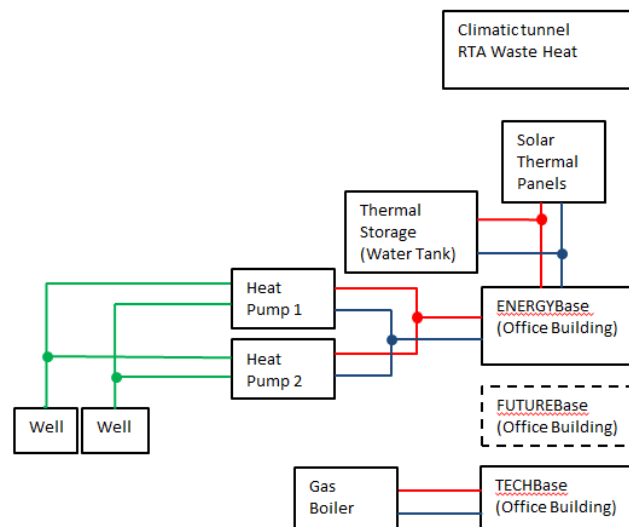 Climatic tunnel
RTA Waste Heat
Solar
Thermal
Panels
Thermal
Storage
(Water Tank)
Heat
Pump 1
ENERGYBase
(Office Building)
Heat
Pump 2
FUTUREBase
(Office Building)
Well
Well
Gas
Boiler
TECHBase
(Office Building)